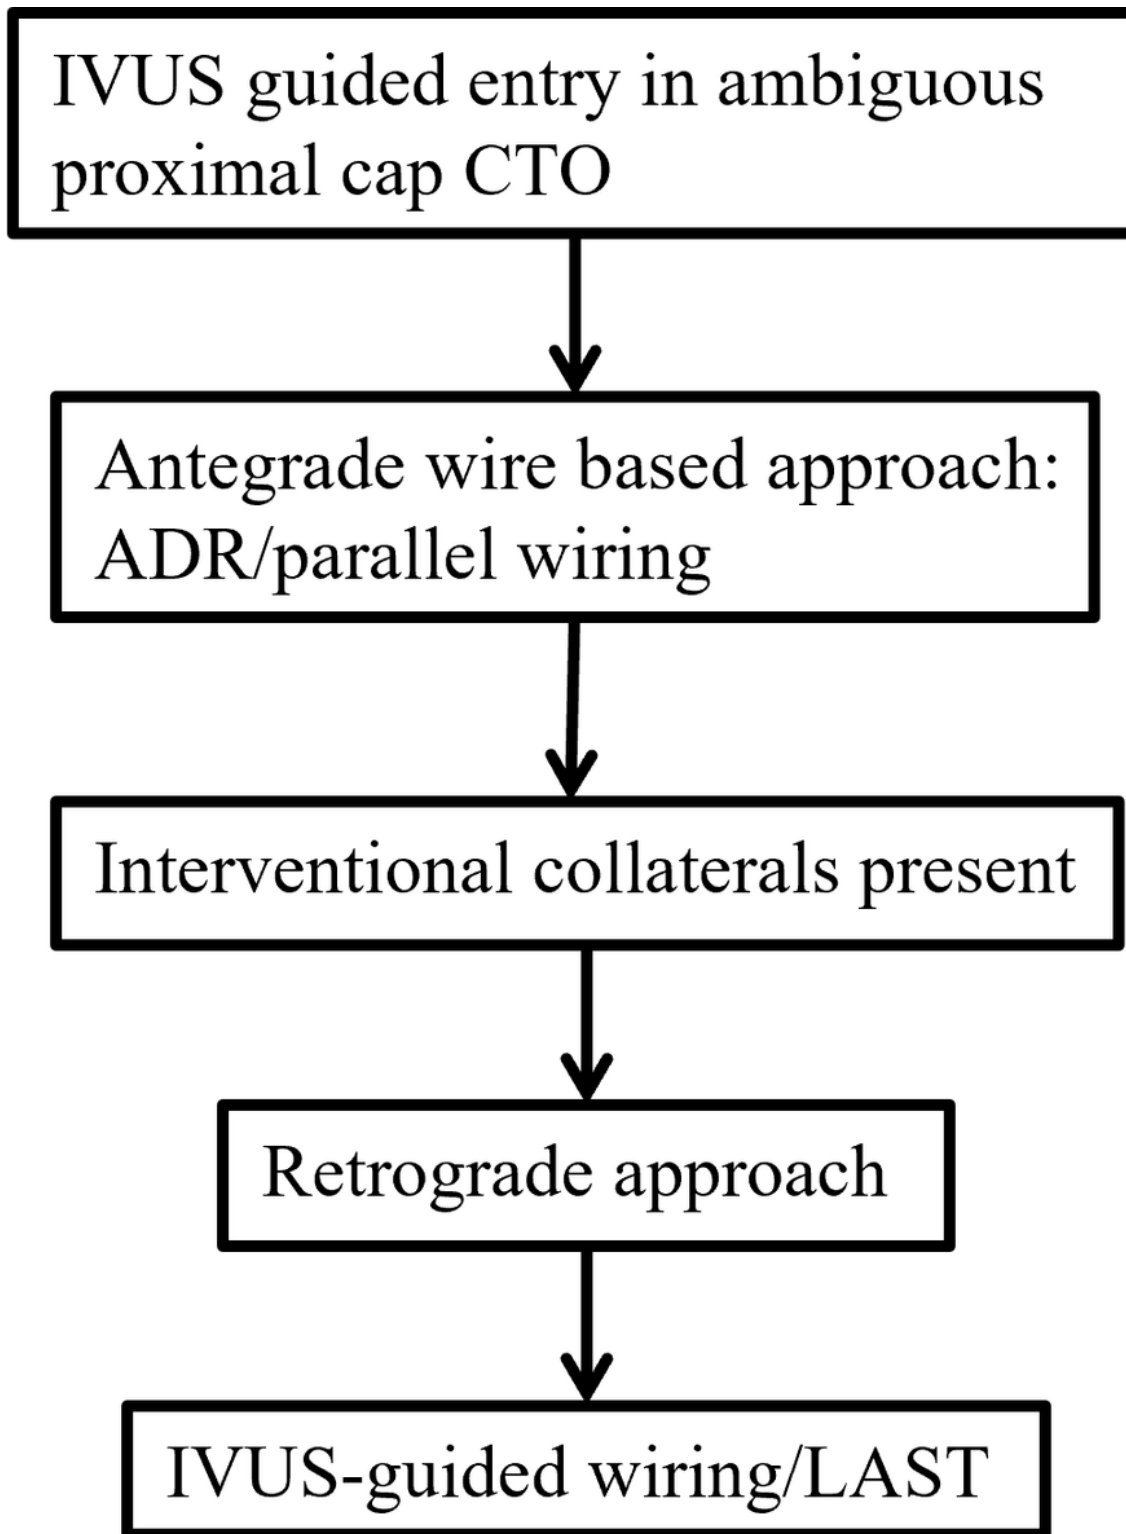 IVUS guided entry in ambiguous
proximal cap CTO
Antegrade wire based approach:
ADR/parallel wiring
Interventional collaterals present
Retrograde approach
IVUS-guided wiring/LAST